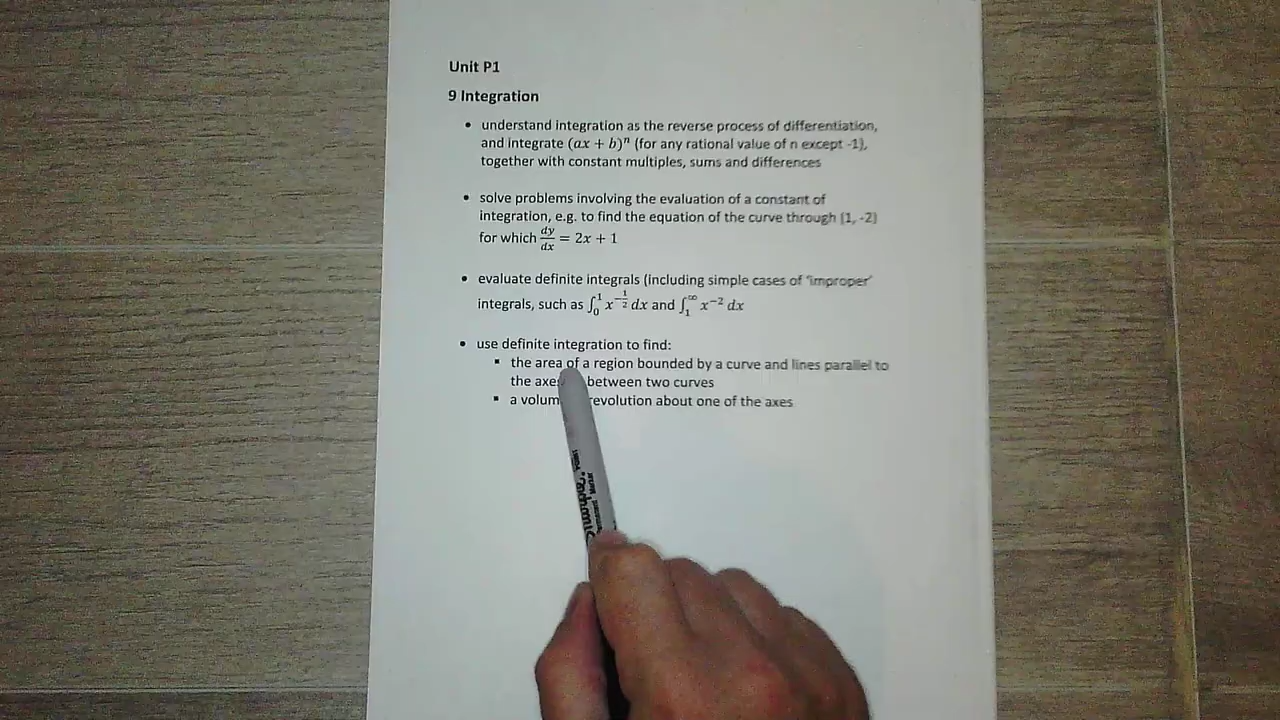 Unit P1
9 Integration
• understand integration as the reverse process of differentiation,
and integrate (ax + b)ⁿ (for any rational value of n except -1),
together with constant multiples, sums and differences
• solve problems involving the evaluation of a constant of
integration, e.g. to find the equation of the curve through (1, -2)
for which dy/dx = 2x + 1
• evaluate definite integrals (including simple cases of 'improper'
integrals, such as ∫₀¹ x^(-1/2) dx and ∫₁^∞ x⁻² dx
• use definite integration to find:
▪ the area of a region bounded by a curve and lines parallel to
the between two curves
▪ a revolution about one of the axes
Sharpie